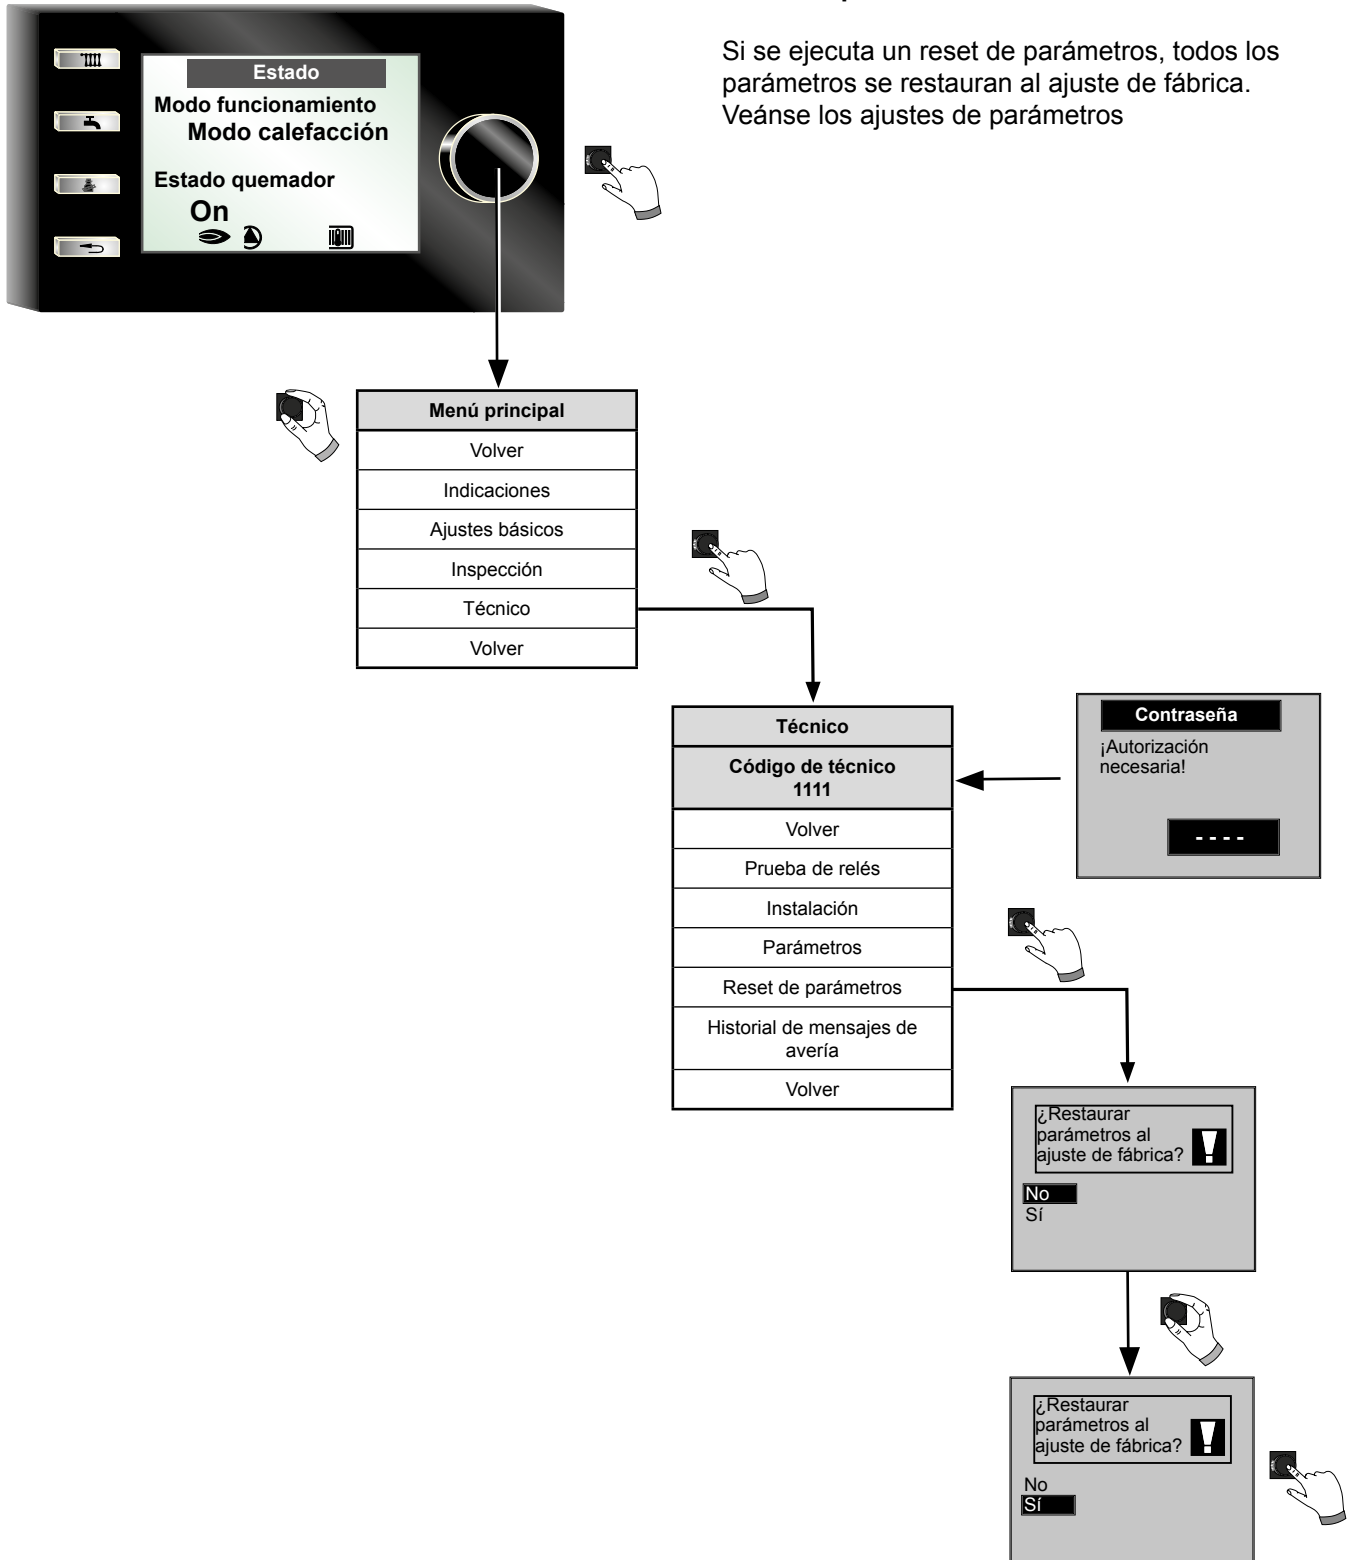 Si se ejecuta un reset de parámetros, todos los
parámetros se restauran al ajuste de fábrica.
Veánse los ajustes de parámetros
Estado
Modo funcionamiento
Modo calefacción
Estado quemador
On
Menú principal
Volver
Indicaciones
Ajustes básicos
Inspección
Técnico
Volver
Técnico
Código de técnico
1111
Volver
Prueba de relés
Instalación
Parámetros
Reset de parámetros
Historial de mensajes de
avería
Volver
Contraseña
¡Autorización
necesaria!
- - - -
¿Restaurar
parámetros al
ajuste de fábrica?
No
Sí
¿Restaurar
parámetros al
ajuste de fábrica?
No
Sí